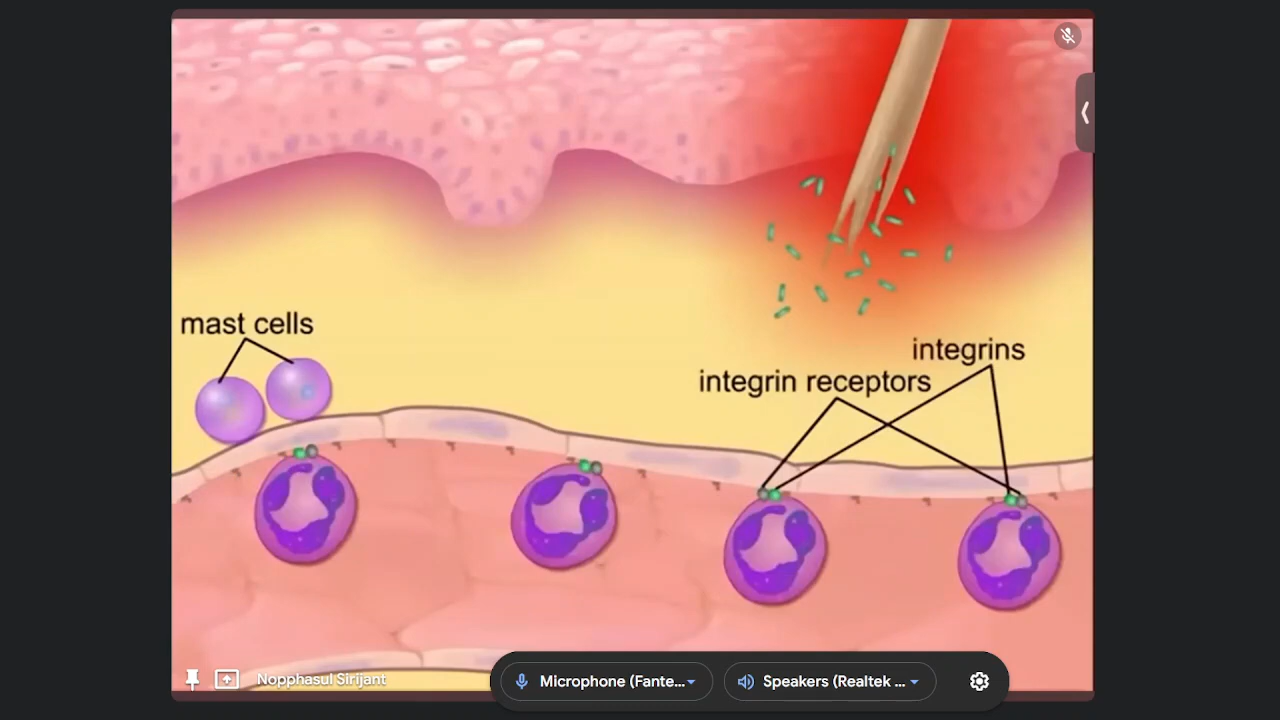 mast cells
integrins
integrin receptors
Nopphasul Sirijant
Microphone (Fante...
Speakers (Realtek ...